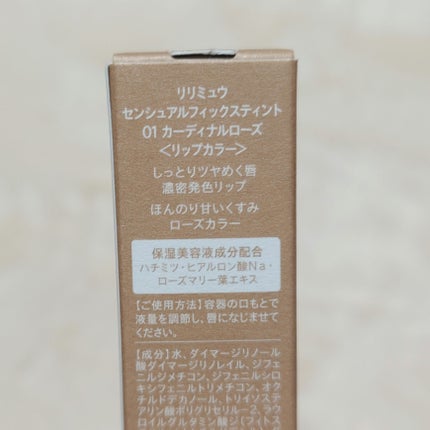 リリミュウ
センシュアルフィックスティント
01 カーディナルローズ
<リップカラー>
しっとりツヤめく唇
濃密発色リップ
ほんのり甘いくすみ
ローズカラー
保湿美容液成分配合
ハチミツ・ヒアルロン酸Na・
ローズマリー葉エキス
【ご使用方法】容器の口もとで
液量を調節し、唇になじませて
ください。
【成分】水、ダイマージリノール
酸ダイマージリノレイル、ジフェ
ニルジメチコン、ジフェニルシロ
キシフェニルトリメチコン、オク
チルドデカノール、トリイソステ
アリン酸ポリグリセリル-2、ラウ
ロイルグルタミン酸ジ(フィトス